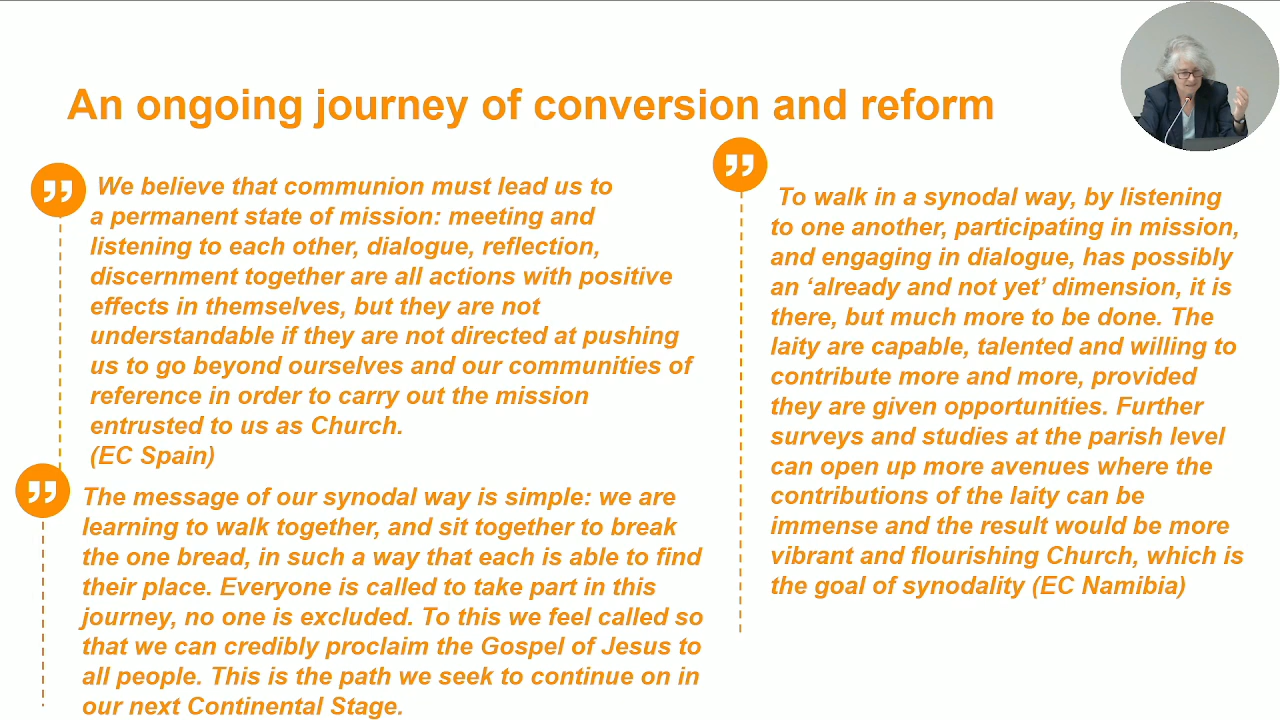 An ongoing journey of conversion and reform
We believe that communion must lead us to
a permanent state of mission: meeting and
listening to each other, dialogue, reflection,
discernment together are all actions with positive
effects in themselves, but they are not
understandable if they are not directed at pushing
us to go beyond ourselves and our communities of
reference in order to carry out the mission
entrusted to us as Church.
(EC Spain)
The message of our synodal way is simple: we are
learning to walk together, and sit together to break
the one bread, in such a way that each is able to find
their place. Everyone is called to take part in this
journey, no one is excluded. To this we feel called so
that we can credibly proclaim the Gospel of Jesus to
all people. This is the path we seek to continue on in
our next Continental Stage.
To walk in a synodal way, by listening
to one another, participating in mission,
and engaging in dialogue, has possibly
an ‘already and not yet’ dimension, it is
there, but much more to be done. The
laity are capable, talented and willing to
contribute more and more, provided
they are given opportunities. Further
surveys and studies at the parish level
can open up more avenues where the
contributions of the laity can be
immense and the result would be more
vibrant and flourishing Church, which is
the goal of synodality (EC Namibia)